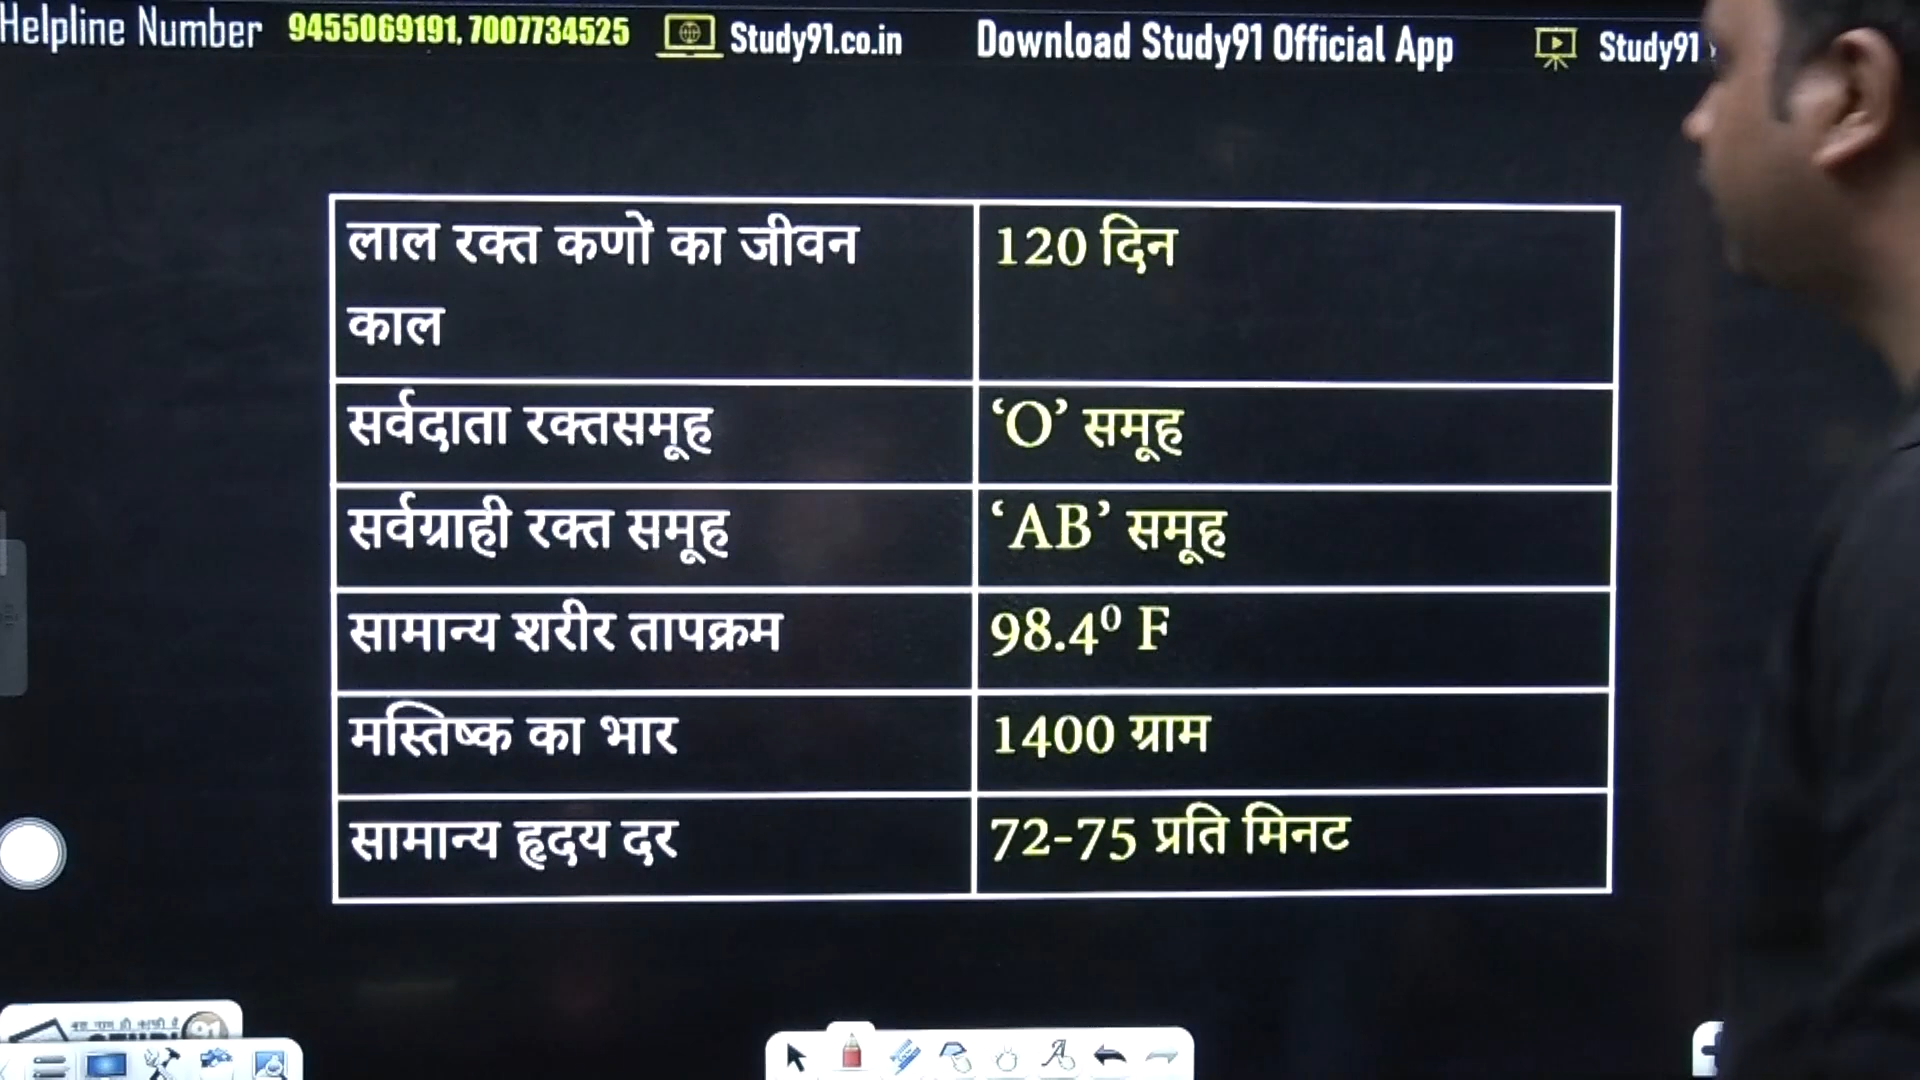 Helpline Number 9455069191, 7007734525 Study91.co.in Download Study91 Official App Study91
लाल रक्त कणों का जीवन काल 120 दिन
सर्वदाता रक्तसमूह ‘O’ समूह
सर्वग्राही रक्त समूह ‘AB’ समूह
सामान्य शरीर तापक्रम 98.4⁰ F
मस्तिष्क का भार 1400 ग्राम
सामान्य हृदय दर 72-75 प्रति मिनट